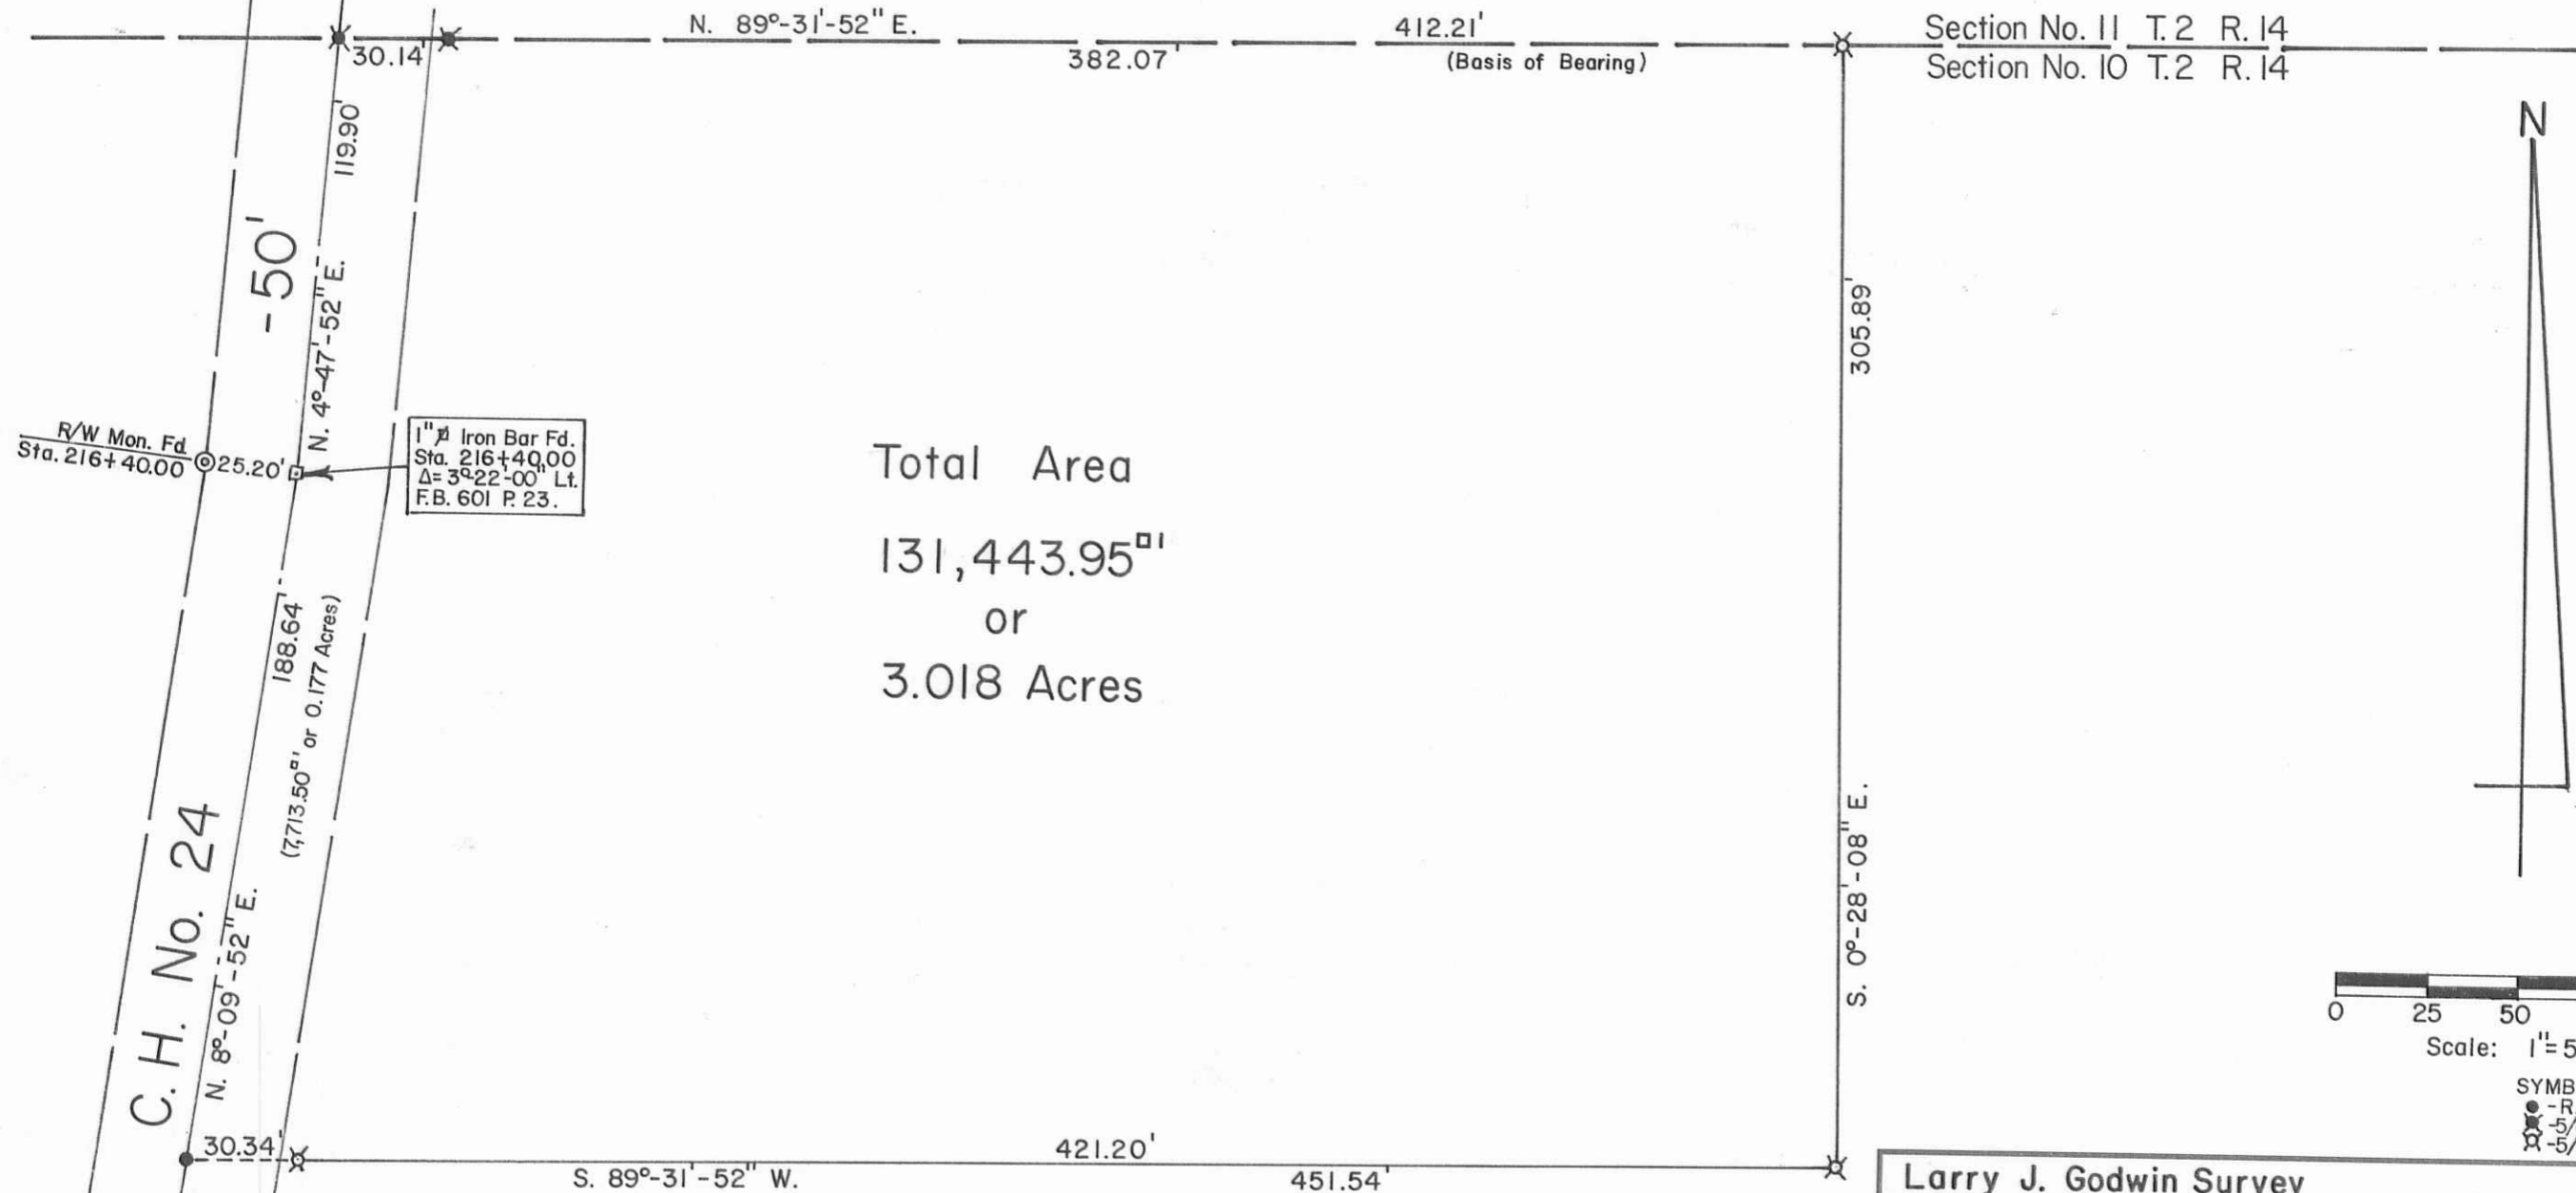 N. 89°-31'-52" E.
412.21'
Section No. 11 T.2 R.14
30.14'
382.07'
(Basis of Bearing)
Section No. 10 T.2 R.14
N
119.90'
-50'
N. 4°-47'-52" E.
305.89'
R/W Mon. Fd.
Sta. 216+40.00
25.20'
1"⌀ Iron Bar Fd.
Sta. 216+40.00
Δ= 3°-22'-00" Lt.
F.B. 601 P. 23.
Total Area
131,443.95□'
or
3.018 Acres
188.64'
(7,713.50□' or 0.177 Acres)
C. H. No. 24
N. 8°-09'-52" E.
S. 0°-28'-08" E.
0 25 50
Scale: 1"= 5
SYMB
-R
-5/
-5/
30.34'
421.20'
S. 89°-31'-52" W.
451.54'
Larry J. Godwin Survey